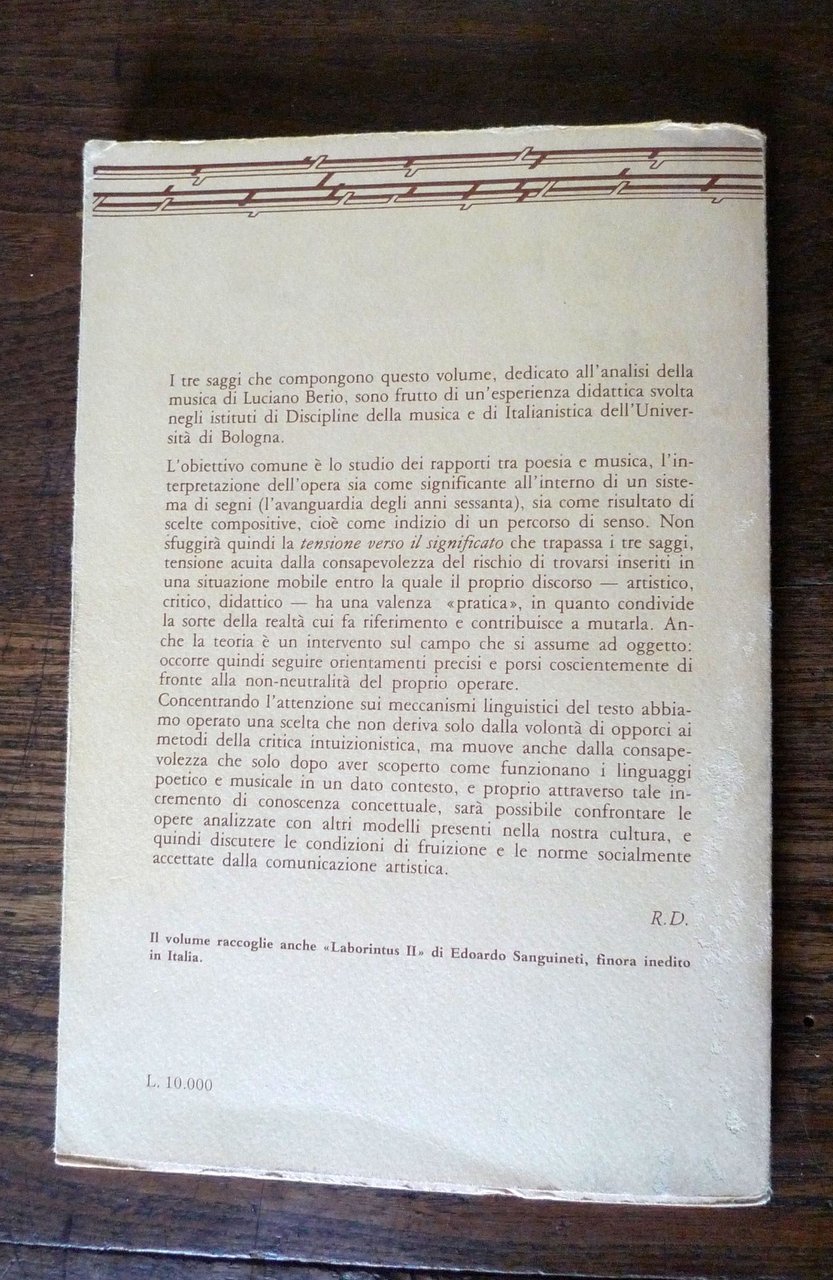 I tre saggi che compongono questo volume, dedicato all'analisi della
musica di Luciano Berio, sono frutto di un'esperienza didattica svolta
negli istituti di Discipline della musica e di Italianistica dell'Univer-
sità di Bologna.
L'obiettivo comune è lo studio dei rapporti tra poesia e musica, l'in-
terpretazione dell'opera sia come significante all'interno di un siste-
ma di segni (l'avanguardia degli anni sessanta), sia come risultato di
scelte compositive, cioè come indizio di un percorso di senso. Non
sfuggirà quindi la tensione verso il significato che trapassa i tre saggi,
tensione acuita dalla consapevolezza del rischio di trovarsi inseriti in
una situazione mobile entro la quale il proprio discorso — artistico,
critico, didattico — ha una valenza «pratica», in quanto condivide
la sorte della realtà cui fa riferimento e contribuisce a mutarla. An-
che la teoria è un intervento sul campo che si assume ad oggetto:
occorre quindi seguire orientamenti precisi e porsi coscientemente di
fronte alla non-neutralità del proprio operare.
Concentrando l'attenzione sui meccanismi linguistici del testo abbia-
mo operato una scelta che non deriva solo dalla volontà di opporci ai
metodi della critica intuizionistica, ma muove anche dalla consape-
volezza che solo dopo aver scoperto come funzionano i linguaggi
poetico e musicale in un dato contesto, e proprio attraverso tale in-
cremento di conoscenza concettuale, sarà possibile confrontare le
opere analizzate con altri modelli presenti nella nostra cultura, e
quindi discutere le condizioni di fruizione e le norme socialmente
accettate dalla comunicazione artistica.
R.D.
Il volume raccoglie anche «Laborintus II» di Edoardo Sanguineti, finora inedito
in Italia.
L. 10.000